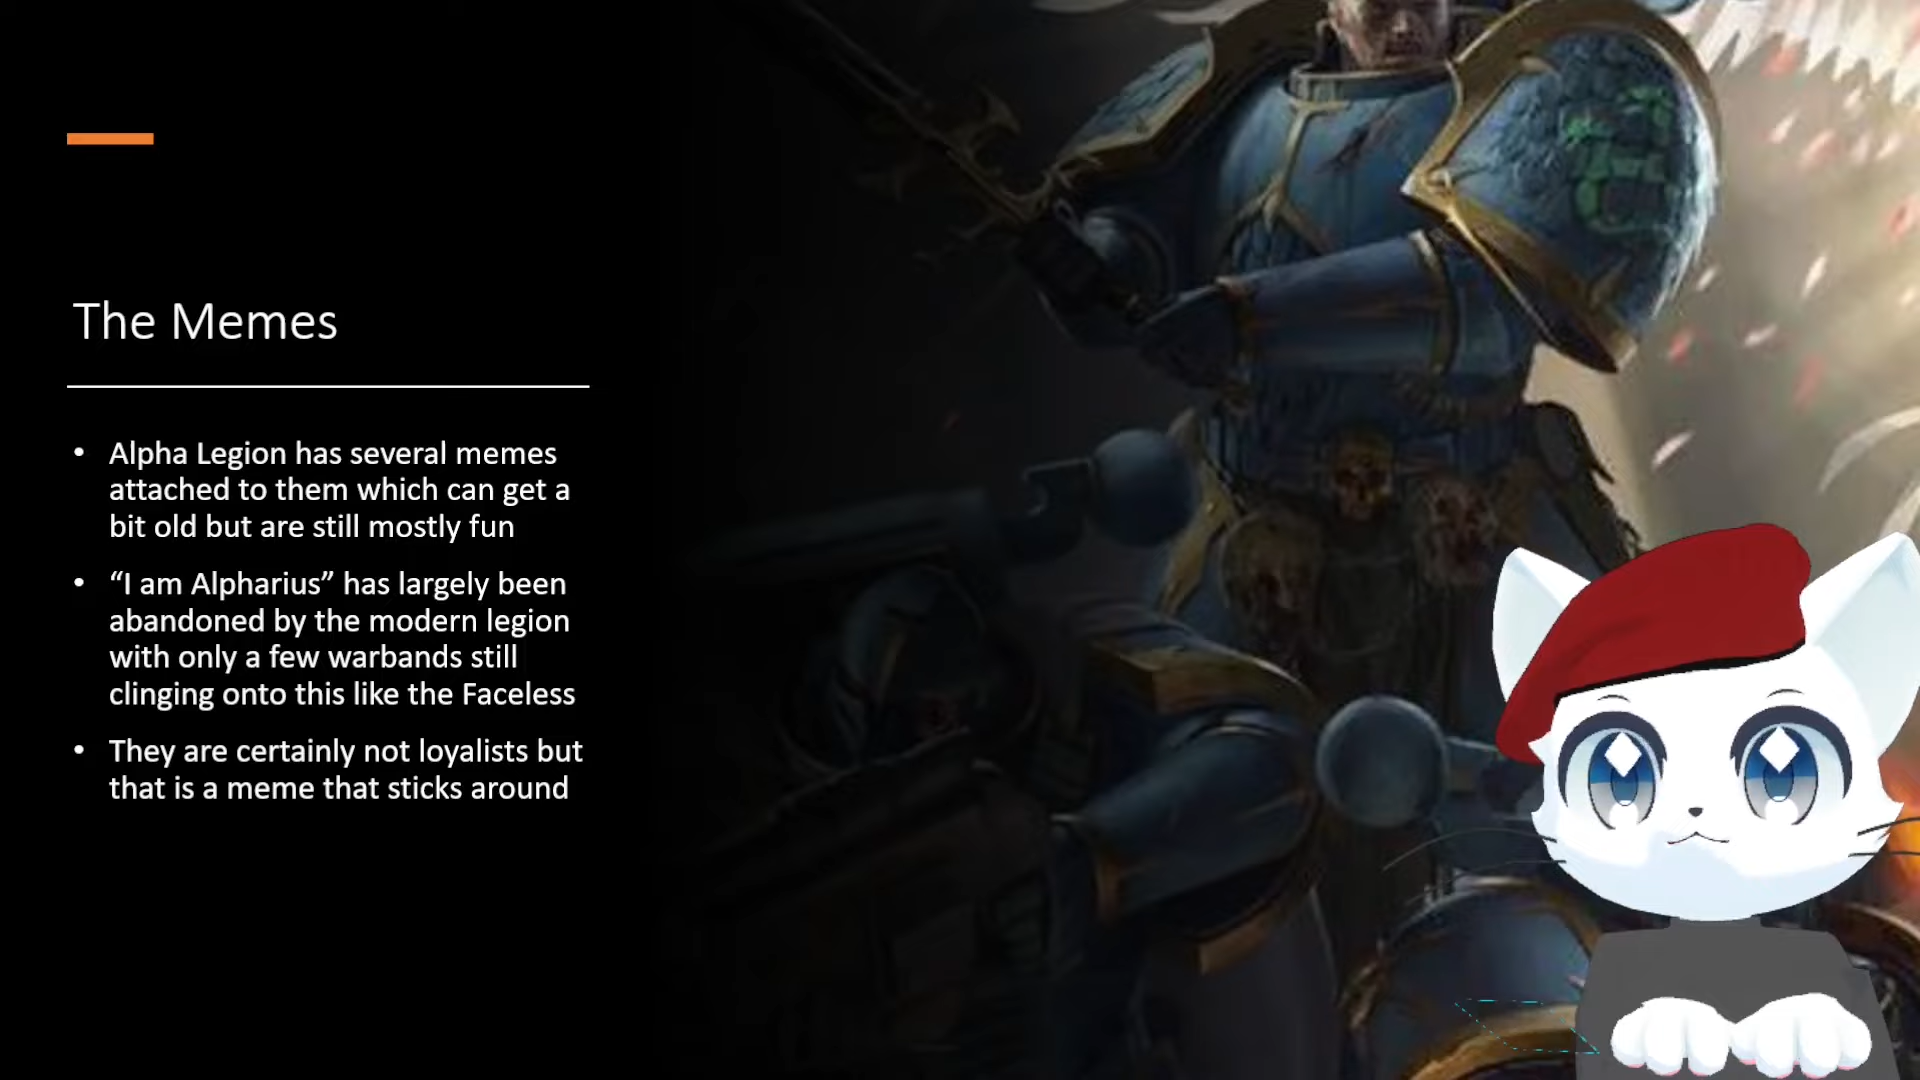 The Memes
• Alpha Legion has several memes
attached to them which can get a
bit old but are still mostly fun
• “I am Alpharius” has largely been
abandoned by the modern legion
with only a few warbands still
clinging onto this like the Faceless
• They are certainly not loyalists but
that is a meme that sticks around